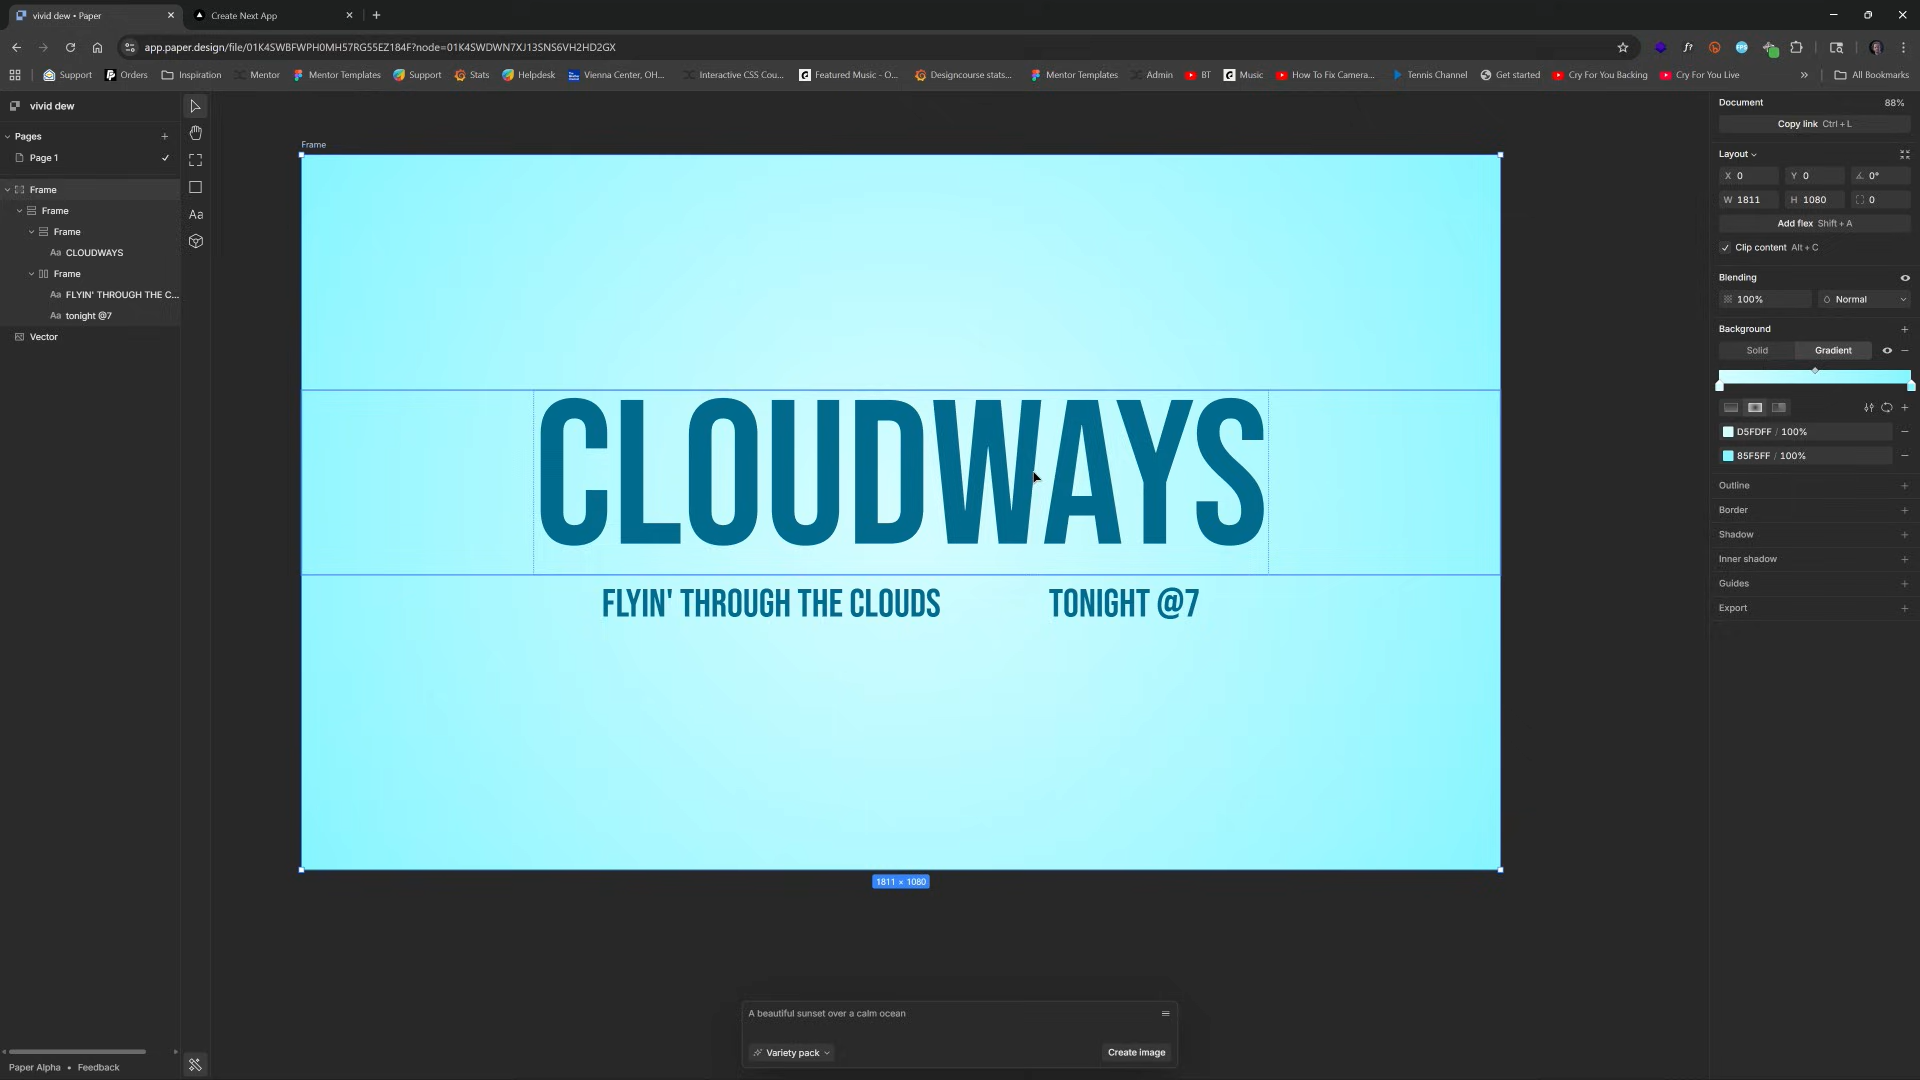 vivid dew • Paper
Create Next App
app.paper.design/file/01K4SWBFWPH0MH57RG55EZ184F?node=01K4SWDWN7XJ13SNS6VH2HD2GX
Support Orders Inspiration Mentor Mentor Templates Support Stats Helpdesk Vienna Center, OH... Interactive CSS Cou... Featured Music - O... Designcourse stats... Mentor Templates Admin BT Music How To Fix Camera... Tennis Channel Get started Cry For You Backing Cry For You Live » All Bookmarks
vivid dew
Pages
Page 1
Frame
Frame
Frame
Aa CLOUDWAYS
Frame
Aa FLYIN' THROUGH THE C...
Aa tonight @7
Vector
Paper Alpha • Feedback
Aa
Frame
CLOUDWAYS
FLYIN' THROUGH THE CLOUDS TONIGHT @7
1811 × 1080
A beautiful sunset over a calm ocean
Variety pack
Create image
Document 88%
Copy link Ctrl + L
Layout
X 0 Y 0 0°
W 1811 H 1080 0
Add flex Shift + A
Clip content Alt + C
Blending
100% Normal
Background
Solid Gradient
D5FDFF / 100%
85F5FF / 100%
Outline
Border
Shadow
Inner shadow
Guides
Export